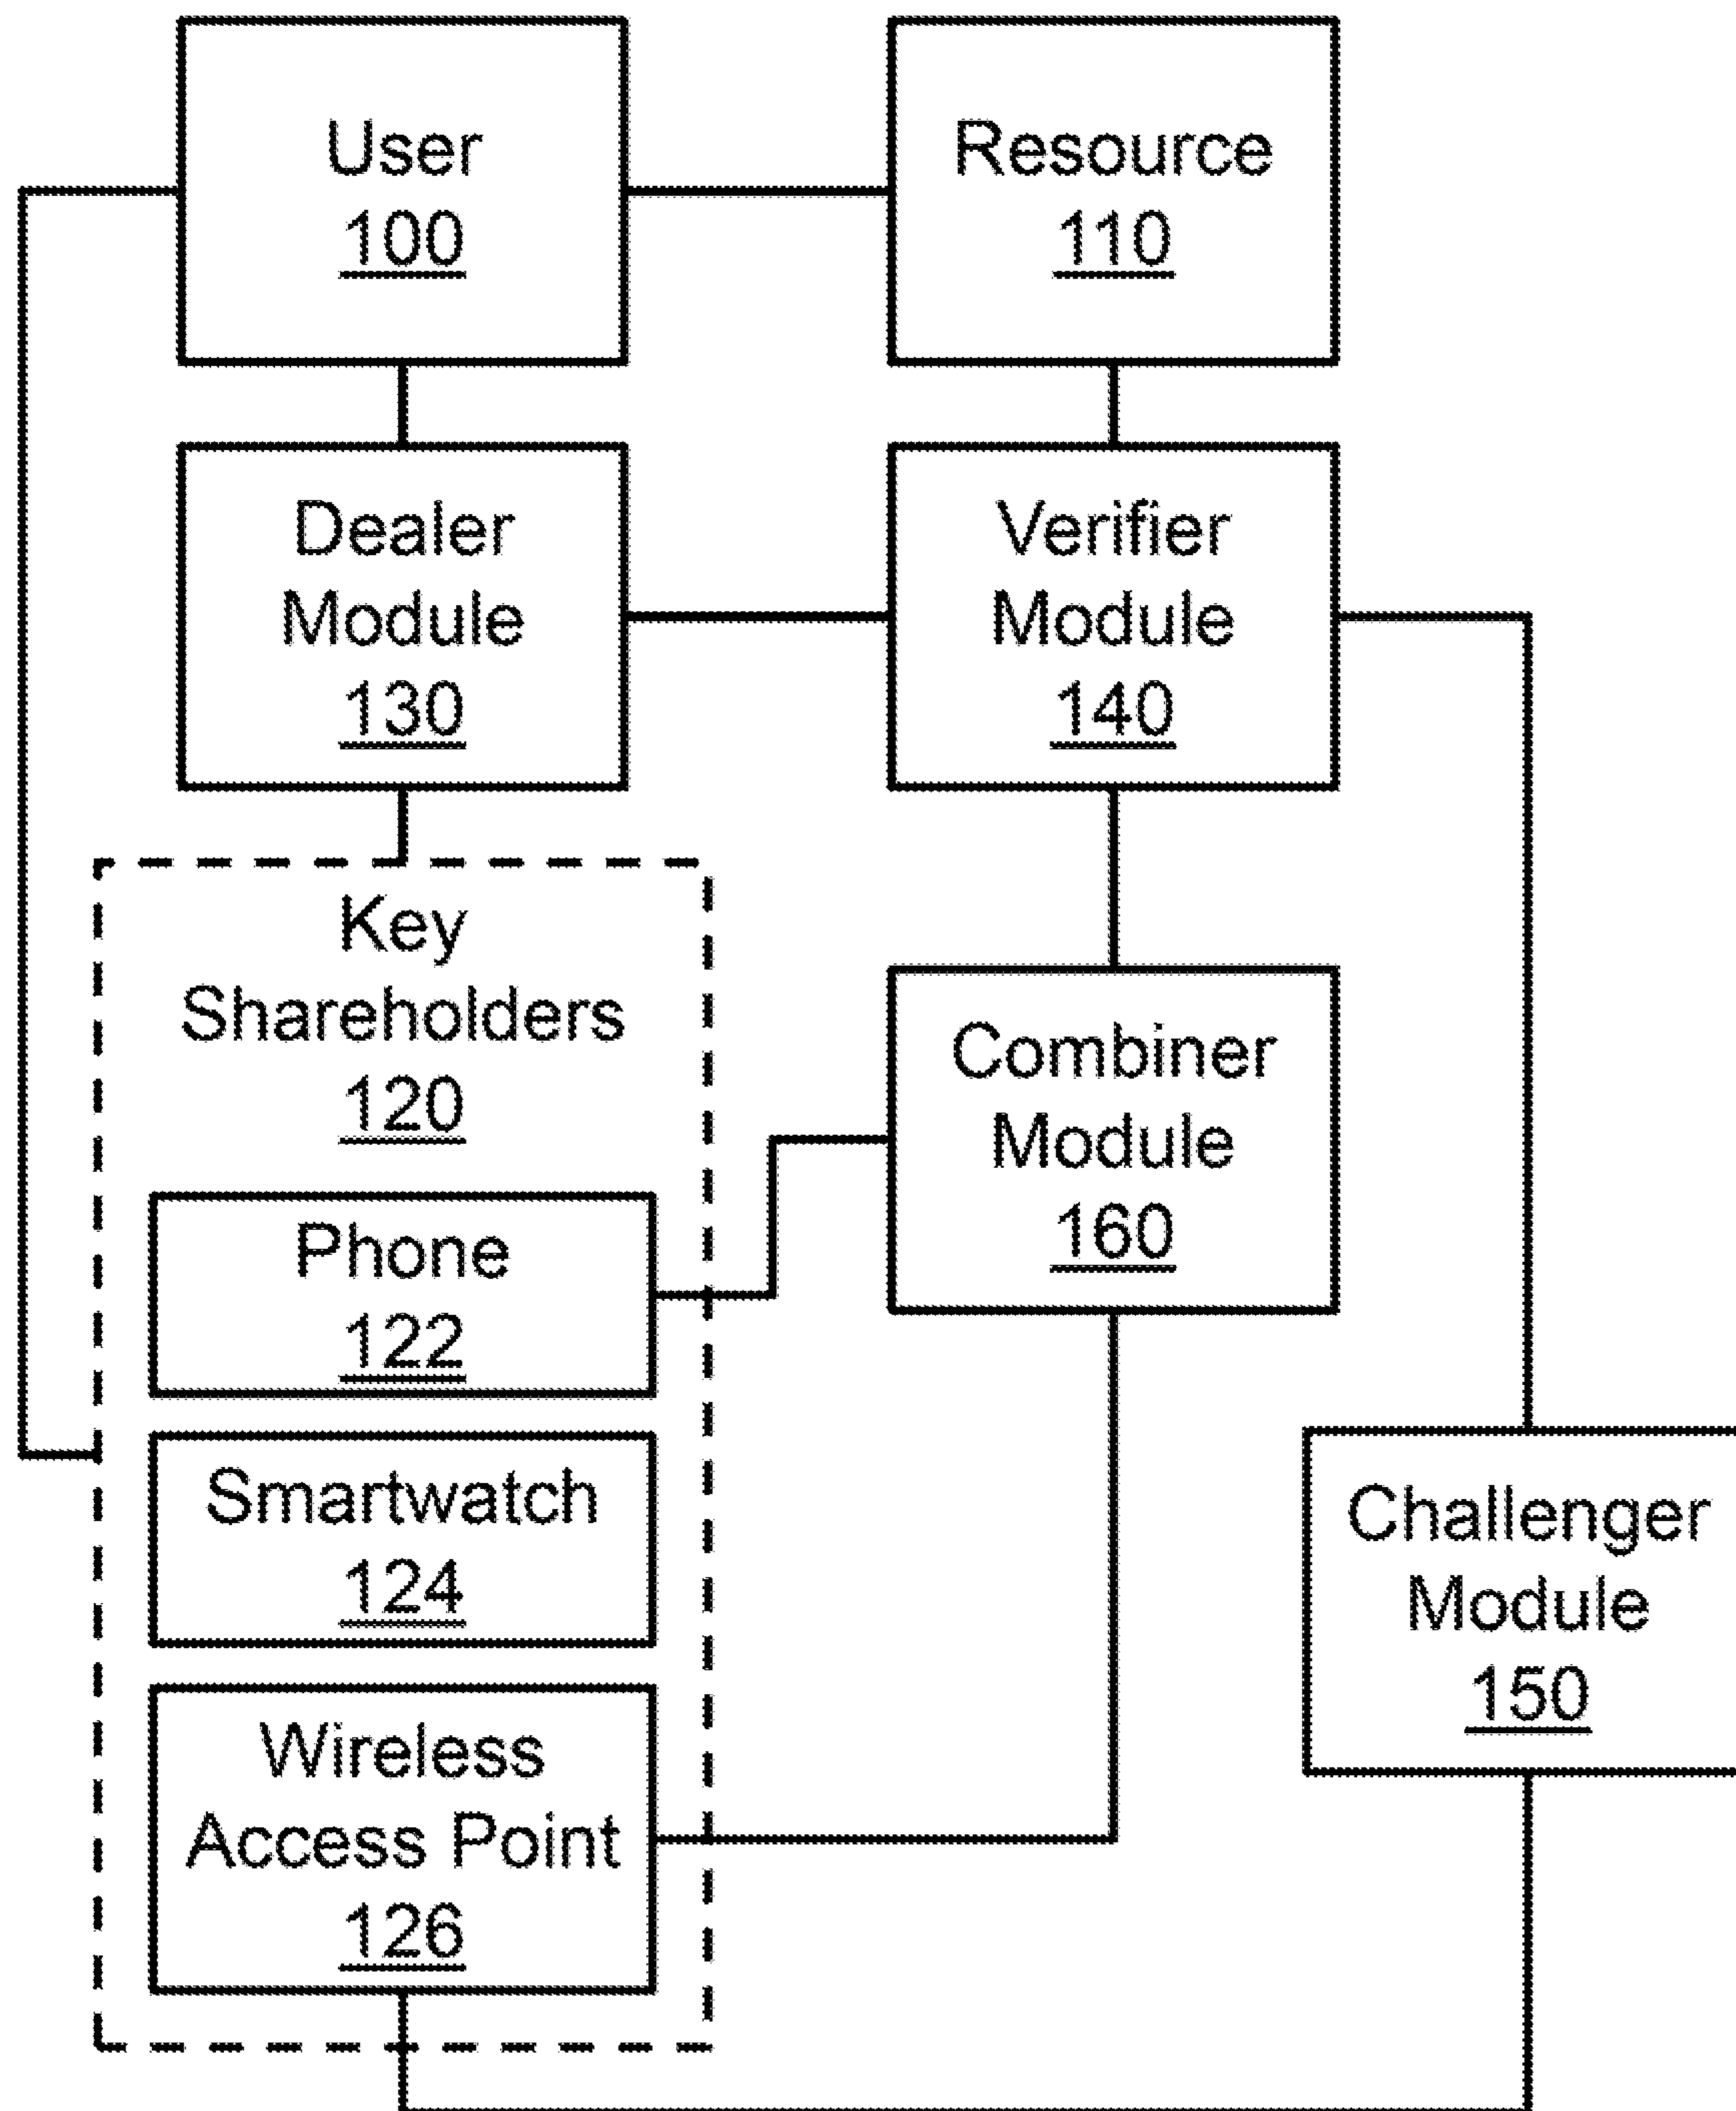 User
100
Resource
110
Dealer
Module
130
Verifier
Module
140
Key
Shareholders
120
Combiner
Module
160
Phone
122
Smartwatch
124
Challenger
Module
150
Wireless
Access Point
126